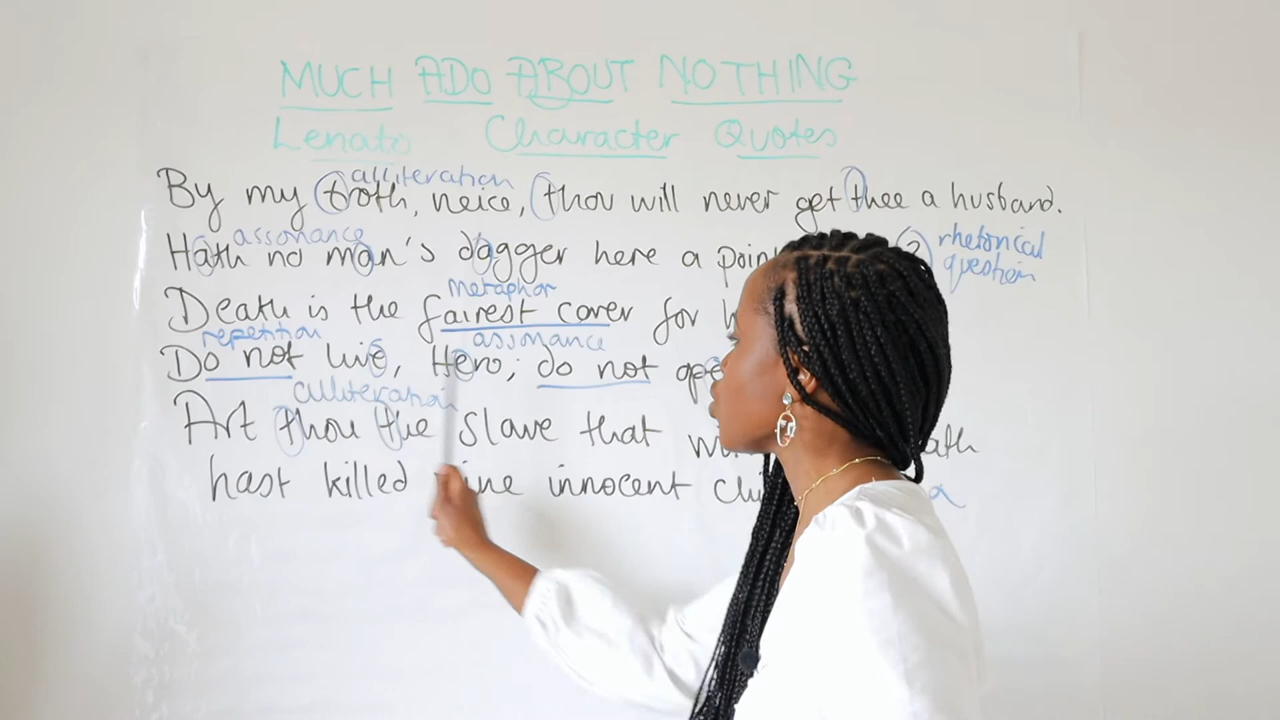 MUCH ADO ABOUT NOTHING
Lenato Character Quotes
alliteration
By my troth, neice, thou will never get thee a husband.
assonance
rhetorical
Hath no man's dagger here a point ?
question
metaphor
Death is the fairest cover for
repetition assonance
Do not live, Hero; do not ope
alliteration
Art thou the slave that
hast killed mine innocent